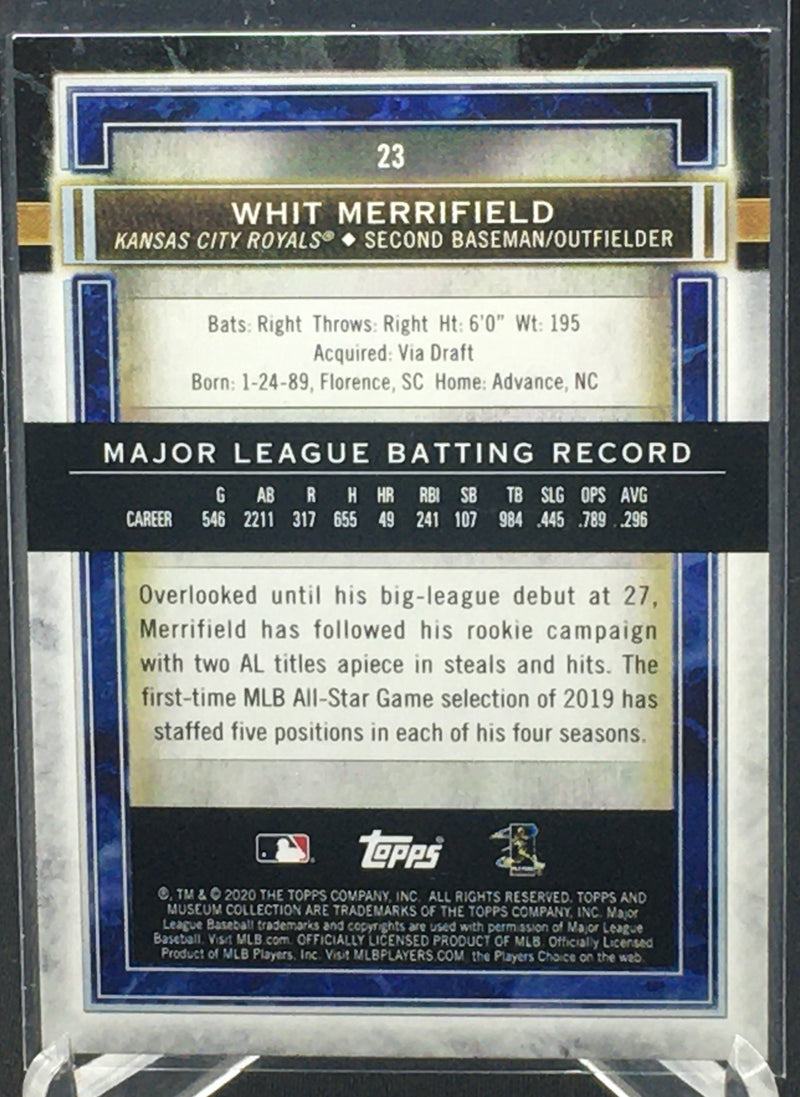 23
WHIT MERRIFIELD
KANSAS CITY ROYALS® ◆ SECOND BASEMAN/OUTFIELDER
Bats: Right Throws: Right Ht: 6'0" Wt: 195
Acquired: Via Draft
Born: 1-24-89, Florence, SC Home: Advance, NC
MAJOR LEAGUE BATTING RECORD
G AB R H HR RBI SB TB SLG OPS AVG
CAREER 546 2211 317 655 49 241 107 984 .445 .789 .296
Overlooked until his big-league debut at 27,
Merrifield has followed his rookie campaign
with two AL titles apiece in steals and hits. The
first-time MLB All-Star Game selection of 2019 has
staffed five positions in each of his four seasons.
Topps
®, TM & © 2020 THE TOPPS COMPANY, INC. ALL RIGHTS RESERVED. TOPPS AND
MUSEUM COLLECTION ARE TRADEMARKS OF THE TOPPS COMPANY, INC. Major
League Baseball trademarks and copyrights are used with permission of Major League
Baseball. Visit MLB.com. OFFICIALLY LICENSED PRODUCT OF MLB. Officially Licensed
Product of MLB Players, Inc. Visit MLBPLAYERS.COM, the Players Choice on the web.